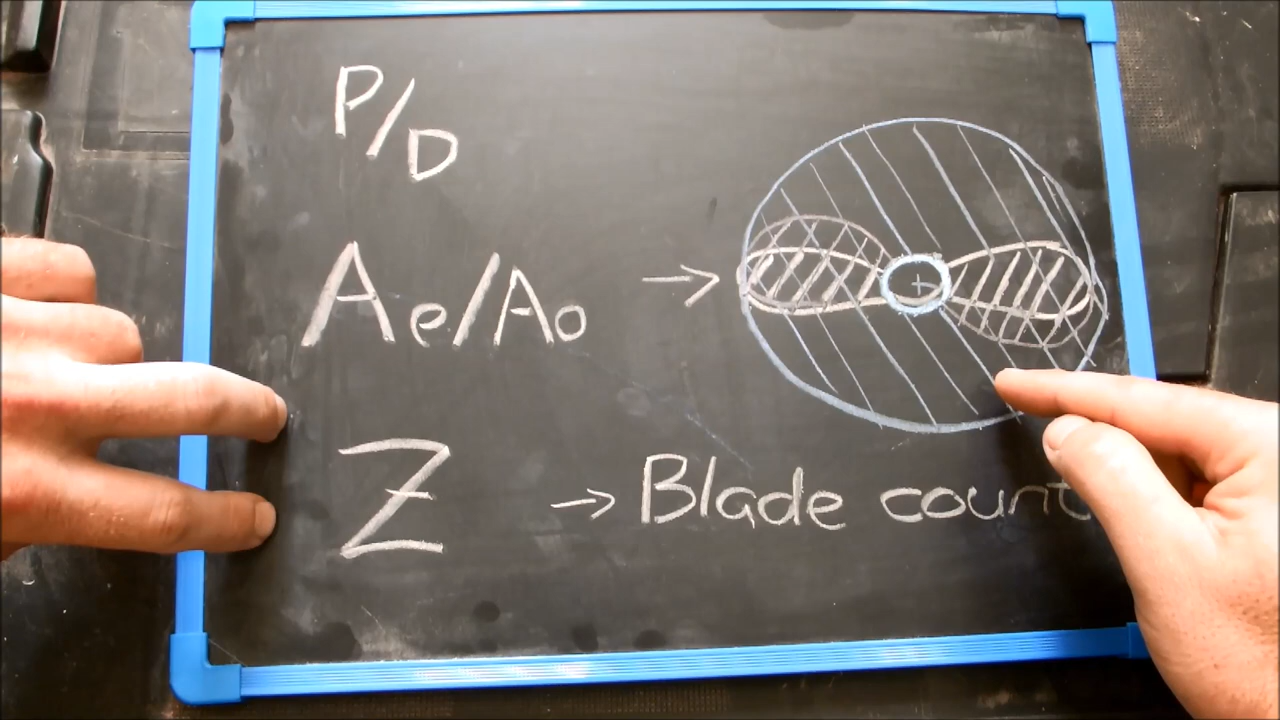 P/D
Ae/Ao →
Z → Blade count